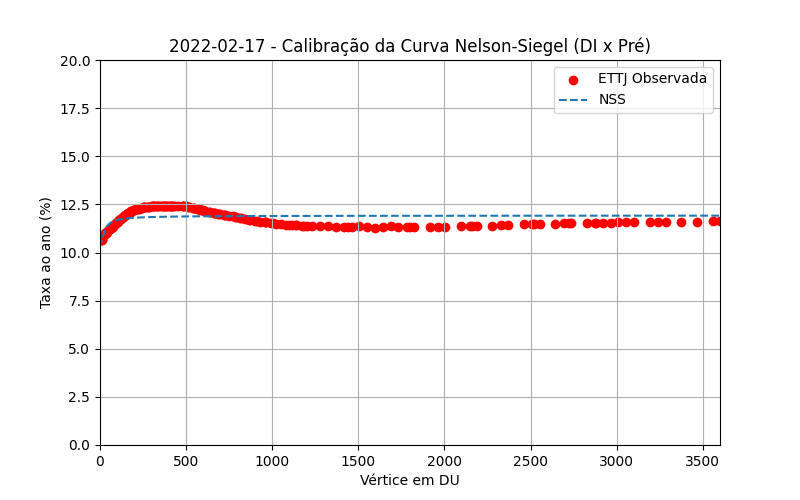 2022-02-17 - Calibração da Curva Nelson-Siegel (DI x Pré)
ETTJ Observada
NSS
Taxa ao ano (%)
20.0
17.5
15.0
12.5
10.0
7.5
5.0
2.5
0.0
0 500 1000 1500 2000 2500 3000 3500
Vértice em DU